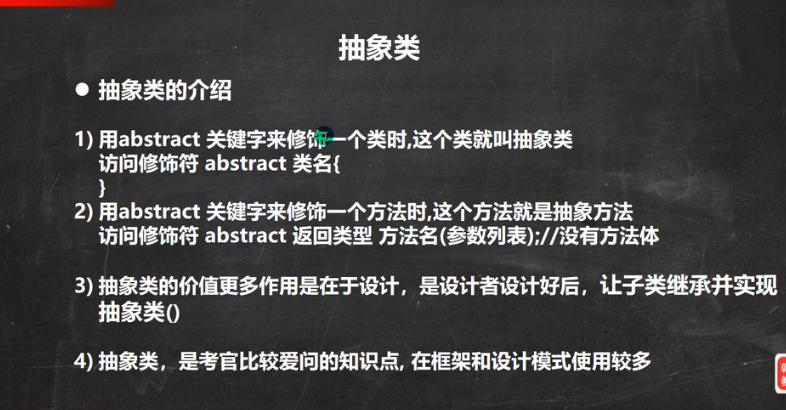 抽象类
● 抽象类的介绍
1) 用abstract 关键字来修饰一个类时,这个类就叫抽象类
访问修饰符 abstract 类名{
}
2) 用abstract 关键字来修饰一个方法时,这个方法就是抽象方法
访问修饰符 abstract 返回类型 方法名(参数列表);//没有方法体
3) 抽象类的价值更多作用是在于设计，是设计者设计好后，让子类继承并实现
抽象类()
4) 抽象类，是考官比较爱问的知识点, 在框架和设计模式使用较多